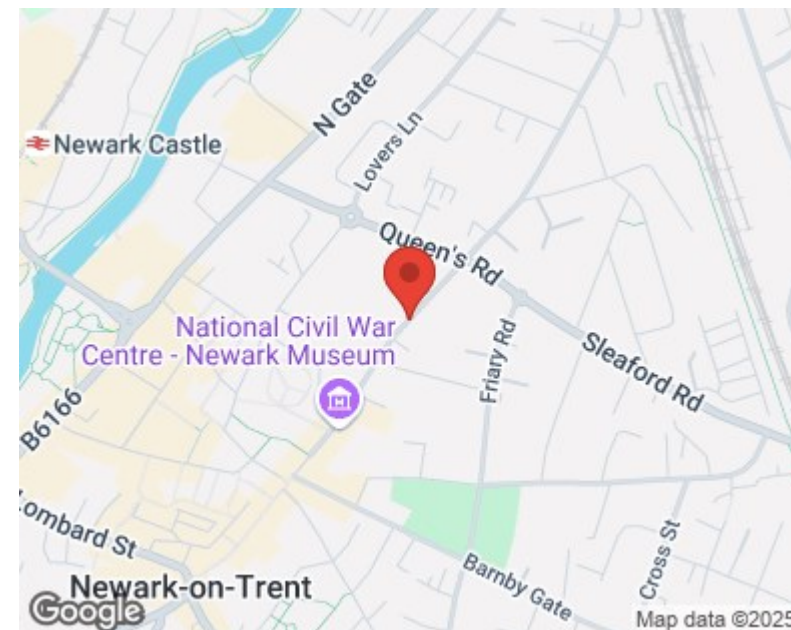 N Gate
Newark Castle
Lovers Ln
Queen's Rd
National Civil War
Centre - Newark Museum
Friary Rd
Sleaford Rd
B6166
Lombard St
Cross St
Barnby Gate
Newark-on-Trent
Google
Map data ©2025